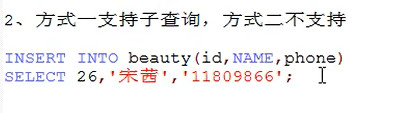 2、方式一支持子查询，方式二不支持
INSERT INTO beauty(id,NAME,phone)
SELECT 26,'宋茜','11809866';